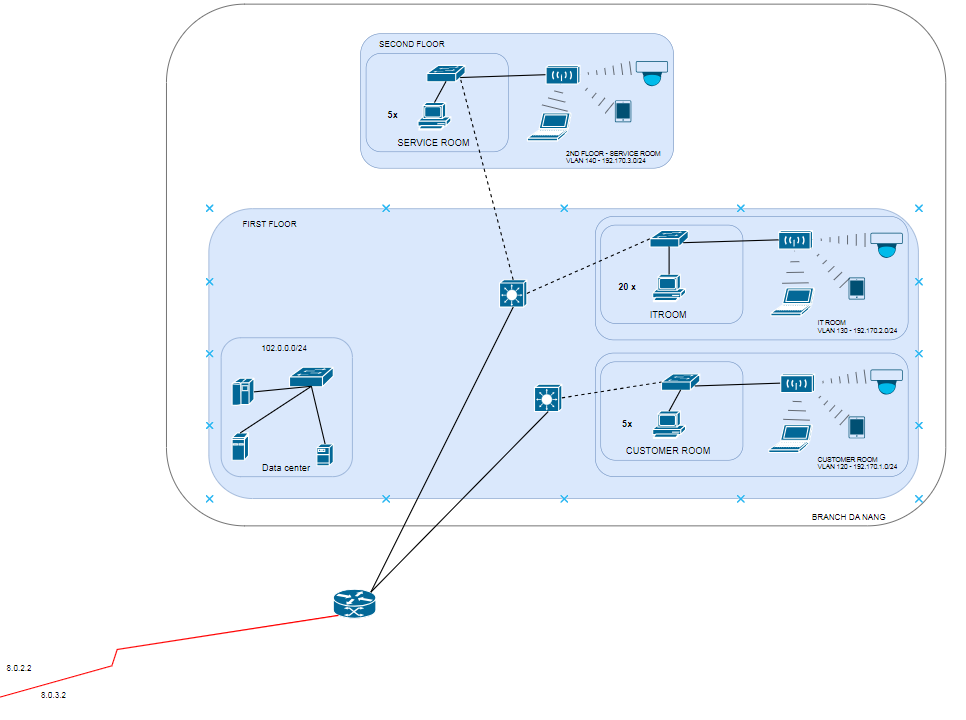 SECOND FLOOR
5x
SERVICE ROOM
2ND FLOOR - SERVICE ROOM
VLAN 140 - 192.170.3.0/24
FIRST FLOOR
20 x
ITROOM
IT ROOM
VLAN 130 - 192.170.2.0/24
102.0.0.0/24
Data center
5x
CUSTOMER ROOM
CUSTOMER ROOM
VLAN 120 - 192.170.1.0/24
BRANCH DA NANG
8.0.2.2
8.0.3.2